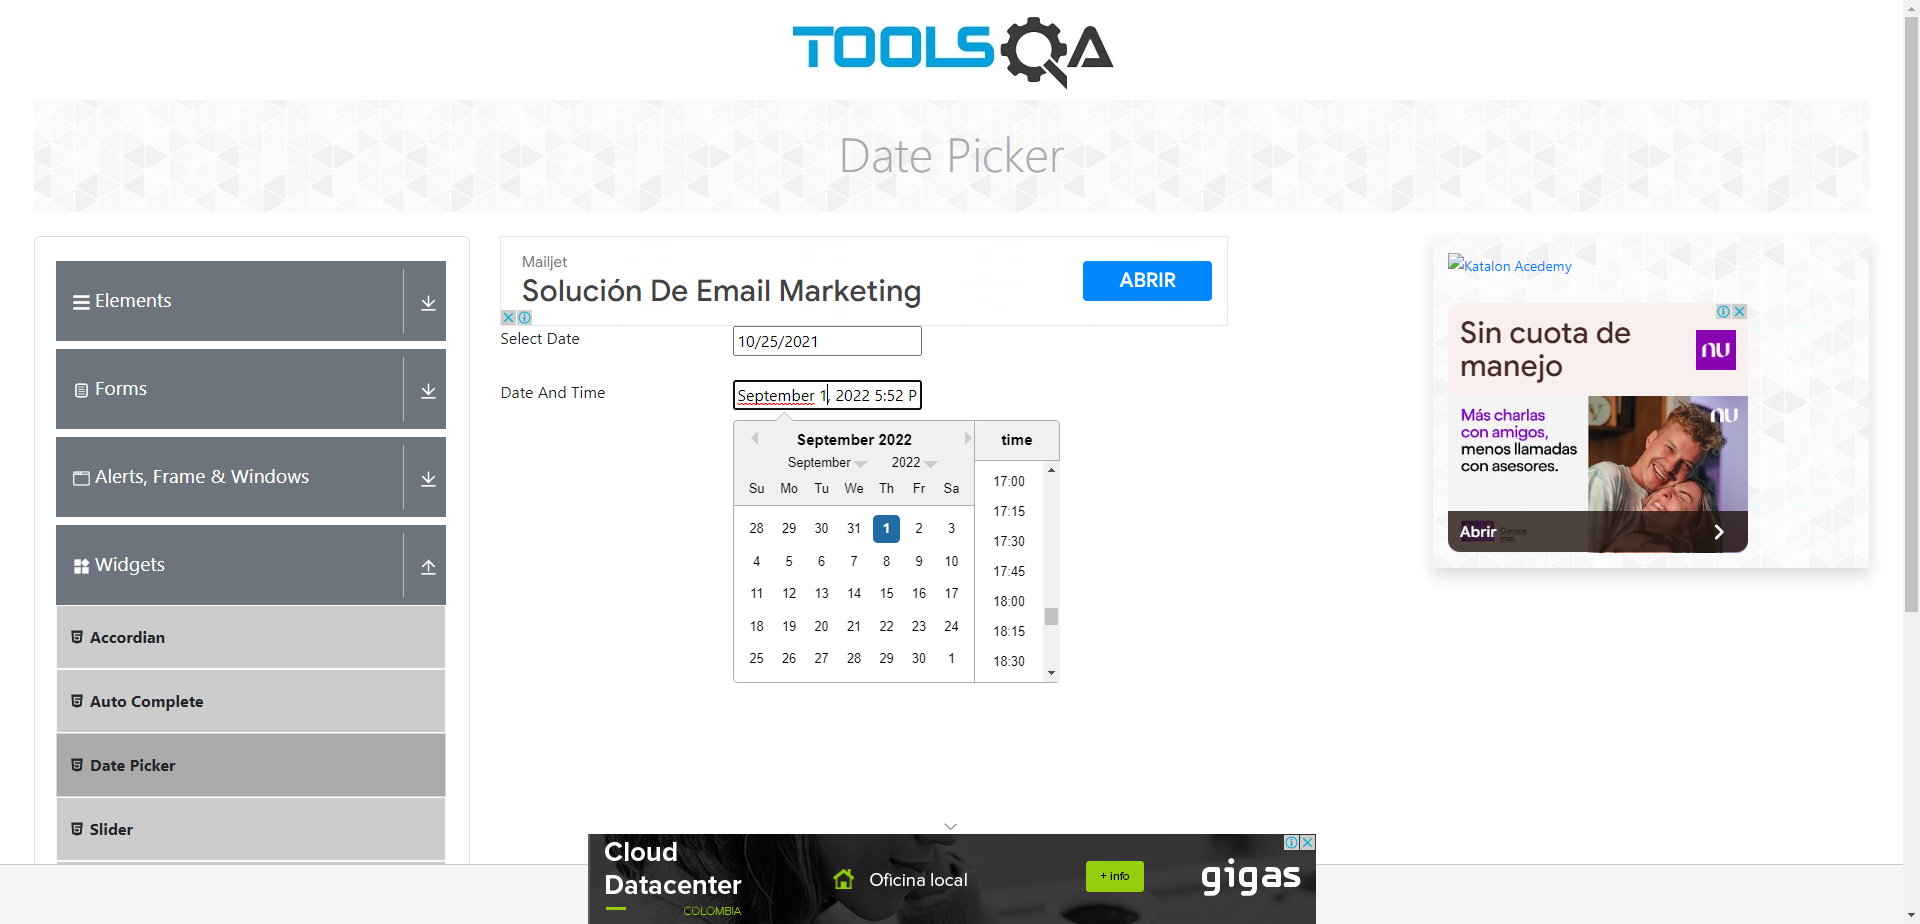 TOOLSQA
Date Picker
Elements
Forms
Alerts, Frame & Windows
Widgets
Accordian
Auto Complete
Date Picker
Slider
Mailjet
Solución De Email Marketing
ABRIR
Select Date
10/25/2021
Date And Time
September 1, 2022 5:52 P
September 2022
September 2022
Su Mo Tu We Th Fr Sa
28 29 30 31 1 2 3
4 5 6 7 8 9 10
11 12 13 14 15 16 17
18 19 20 21 22 23 24
25 26 27 28 29 30 1
time
17:00
17:15
17:30
17:45
18:00
18:15
18:30
Katalon Acedemy
Sin cuota de
manejo
nu
Más charlas
con amigos,
menos llamadas
con asesores.
nu
Abrir
Conoce
más.
Cloud
Datacenter
COLOMBIA
Oficina local
+ info
gigas